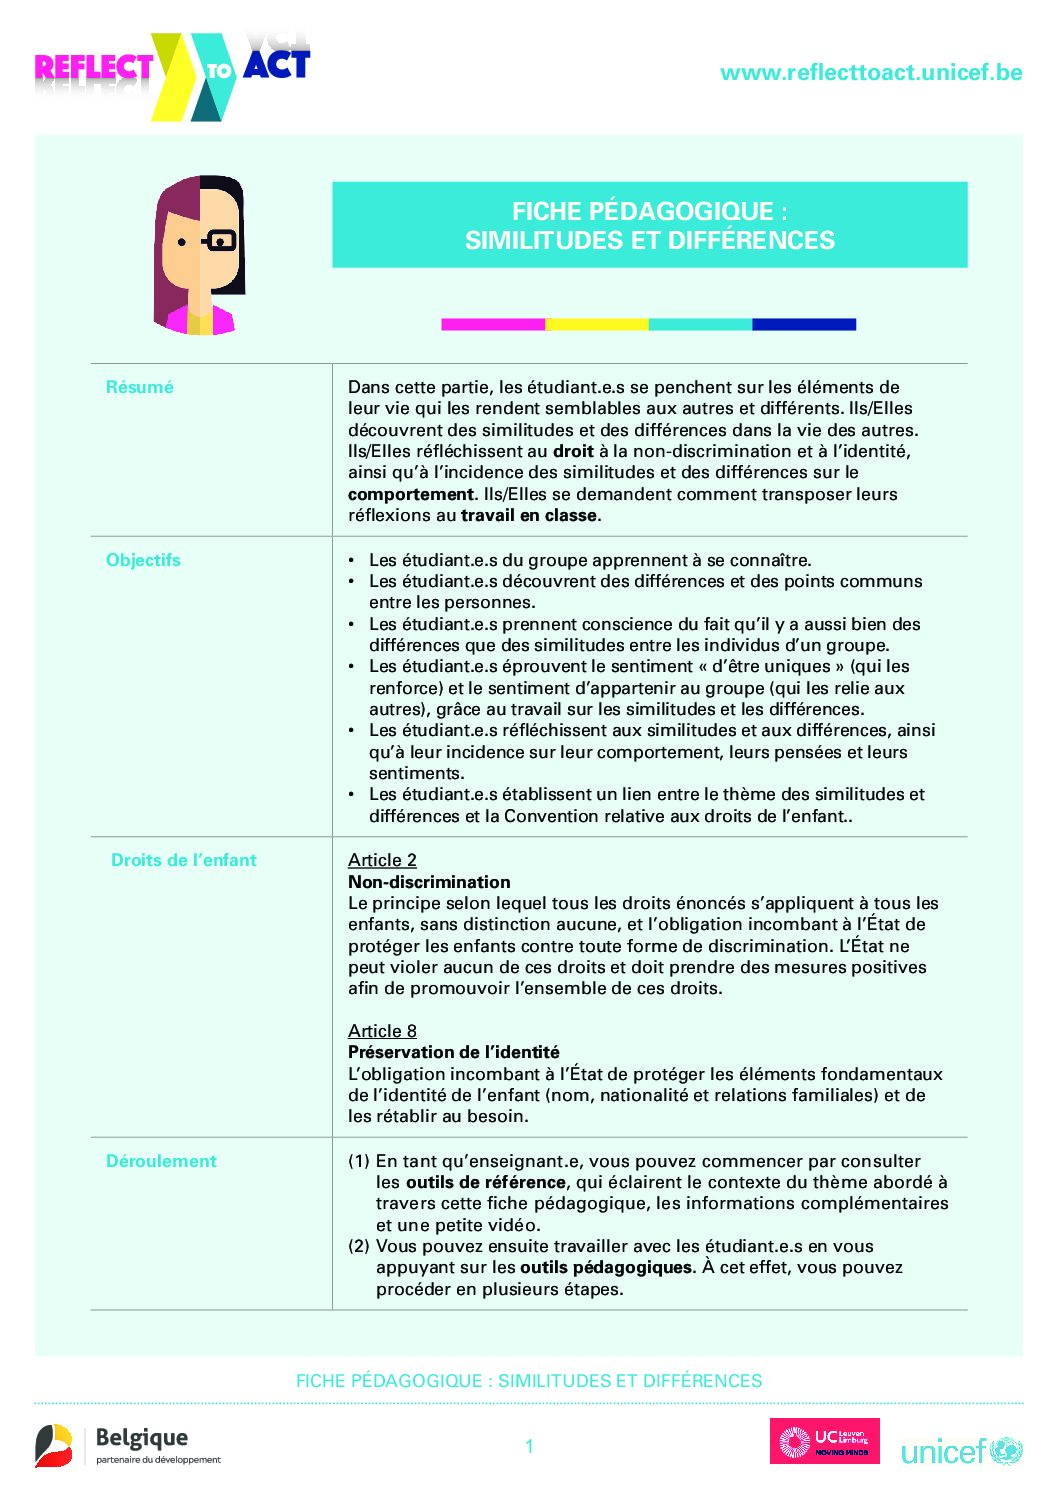 REFLECT TO ACT
www.reflecttoact.unicef.be
FICHE PÉDAGOGIQUE :
SIMILITUDES ET DIFFÉRENCES
Résumé
Dans cette partie, les étudiant.e.s se penchent sur les éléments de
leur vie qui les rendent semblables aux autres et différents. Ils/Elles
découvrent des similitudes et des différences dans la vie des autres.
Ils/Elles réfléchissent au droit à la non-discrimination et à l'identité,
ainsi qu'à l'incidence des similitudes et des différences sur le
comportement. Ils/Elles se demandent comment transposer leurs
réflexions au travail en classe.
Objectifs
• Les étudiant.e.s du groupe apprennent à se connaître.
• Les étudiant.e.s découvrent des différences et des points communs
entre les personnes.
• Les étudiant.e.s prennent conscience du fait qu'il y a aussi bien des
différences que des similitudes entre les individus d'un groupe.
• Les étudiant.e.s éprouvent le sentiment « d'être uniques » (qui les
renforce) et le sentiment d'appartenir au groupe (qui les relie aux
autres), grâce au travail sur les similitudes et les différences.
• Les étudiant.e.s réfléchissent aux similitudes et aux différences, ainsi
qu'à leur incidence sur leur comportement, leurs pensées et leurs
sentiments.
• Les étudiant.e.s établissent un lien entre le thème des similitudes et
différences et la Convention relative aux droits de l'enfant..
Droits de l'enfant
Article 2
Non-discrimination
Le principe selon lequel tous les droits énoncés s'appliquent à tous les
enfants, sans distinction aucune, et l'obligation incombant à l'État de
protéger les enfants contre toute forme de discrimination. L'État ne
peut violer aucun de ces droits et doit prendre des mesures positives
afin de promouvoir l'ensemble de ces droits.
Article 8
Préservation de l'identité
L'obligation incombant à l'État de protéger les éléments fondamentaux
de l'identité de l'enfant (nom, nationalité et relations familiales) et de
les rétablir au besoin.
Déroulement
(1) En tant qu'enseignant.e, vous pouvez commencer par consulter
les outils de référence, qui éclairent le contexte du thème abordé à
travers cette fiche pédagogique, les informations complémentaires
et une petite vidéo.
(2) Vous pouvez ensuite travailler avec les étudiant.e.s en vous
appuyant sur les outils pédagogiques. À cet effet, vous pouvez
procéder en plusieurs étapes.
FICHE PÉDAGOGIQUE : SIMILITUDES ET DIFFÉRENCES
Belgique
partenaire du développement
1
UC Leuven
Limburg
MOVING MINDS
unicef